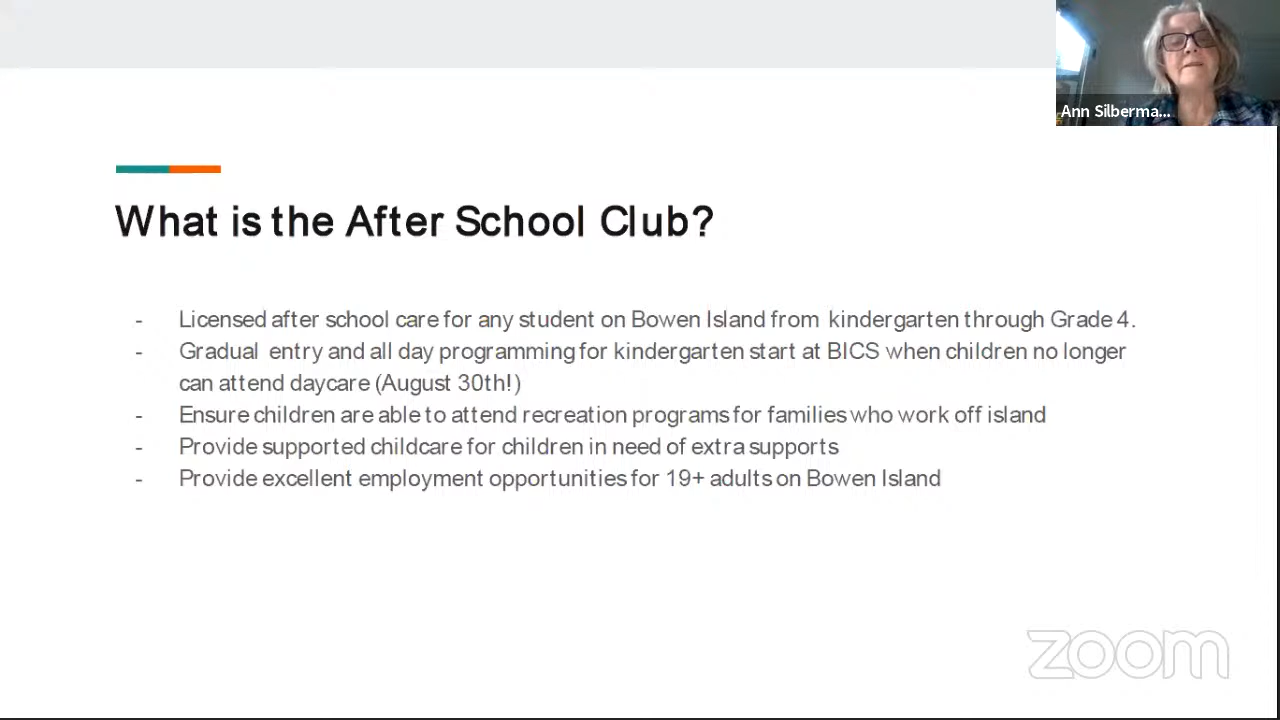 Ann Silberma...
What is the After School Club?
- Licensed after school care for any student on Bowen Island from kindergarten through Grade 4.
- Gradual entry and all day programming for kindergarten start at BICS when children no longer
can attend daycare (August 30th!)
- Ensure children are able to attend recreation programs for families who work off island
- Provide supported childcare for children in need of extra supports
- Provide excellent employment opportunities for 19+ adults on Bowen Island
zoom